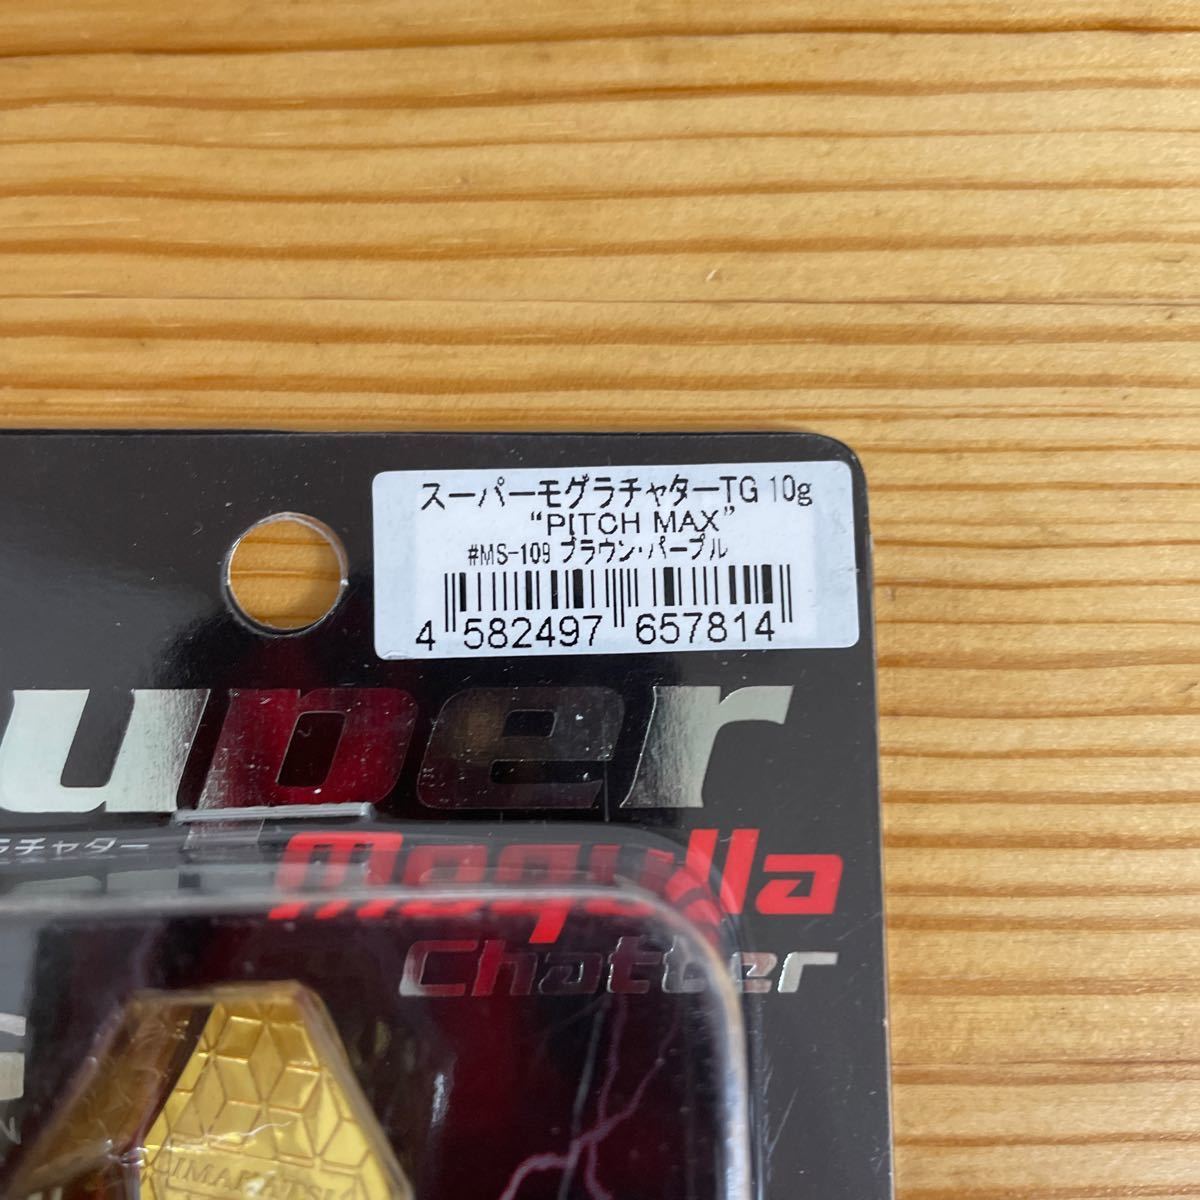 スーパーモグラチャターTG 10g
“PITCH MAX”
#MS-109 ブラウン・パープル
4 582497 657814
uper
ラチャター
Mogulla
Chatter
IMAKATSU